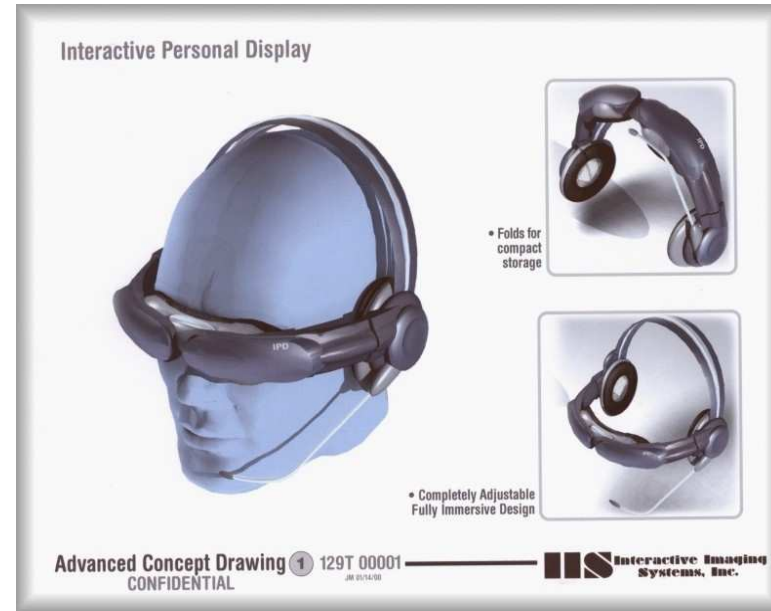 Interactive Personal Display
IPD
IPD
• Folds for
compact
storage
• Completely Adjustable
Fully Immersive Design
Advanced Concept Drawing 1 129T 00001
CONFIDENTIAL
IIS Interactive Imaging
Systems, Inc.